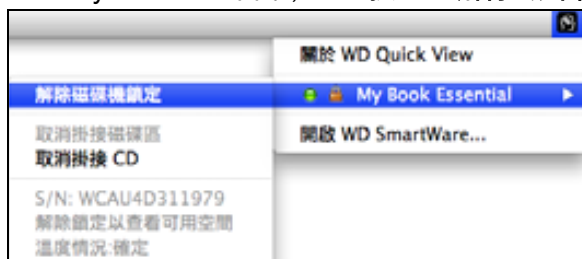 關於 WD Quick View
My Book Essential
開啟 WD SmartWare...
解除磁碟機鎖定
取消掛接磁碟區
取消掛接 CD
S/N: WCAU4D311979
解除鎖定以查看可用空間
溫度情況:確定